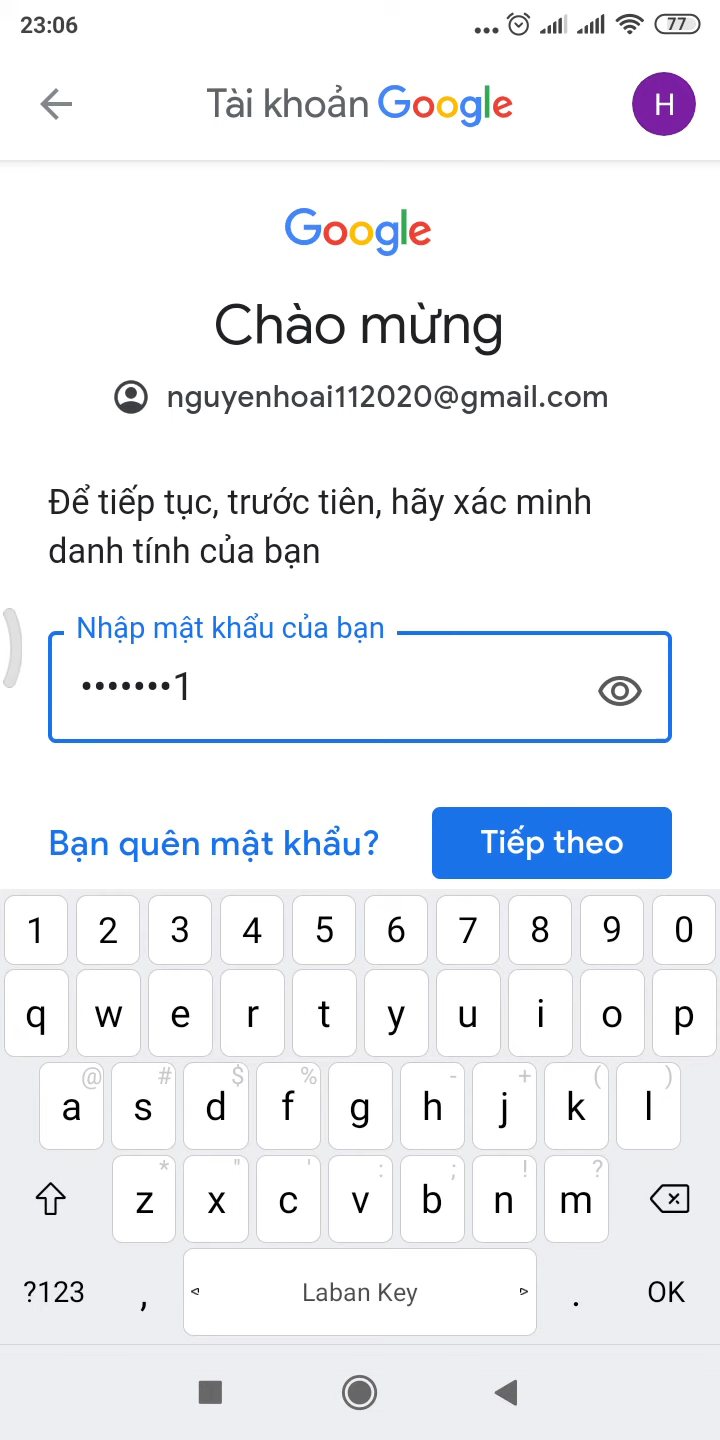 23:06
77
Tài khoản Google
H
Google
Chào mừng
nguyenhoai112020@gmail.com
Để tiếp tục, trước tiên, hãy xác minh
danh tính của bạn
Nhập mật khẩu của bạn
•••••••1
Bạn quên mật khẩu?
Tiếp theo
1 2 3 4 5 6 7 8 9 0
q w e r t y u i o p
@ # $ % - + ( )
a s d f g h j k l
* " ' : ; ! ?
z x c v b n m
?123 , Laban Key . OK